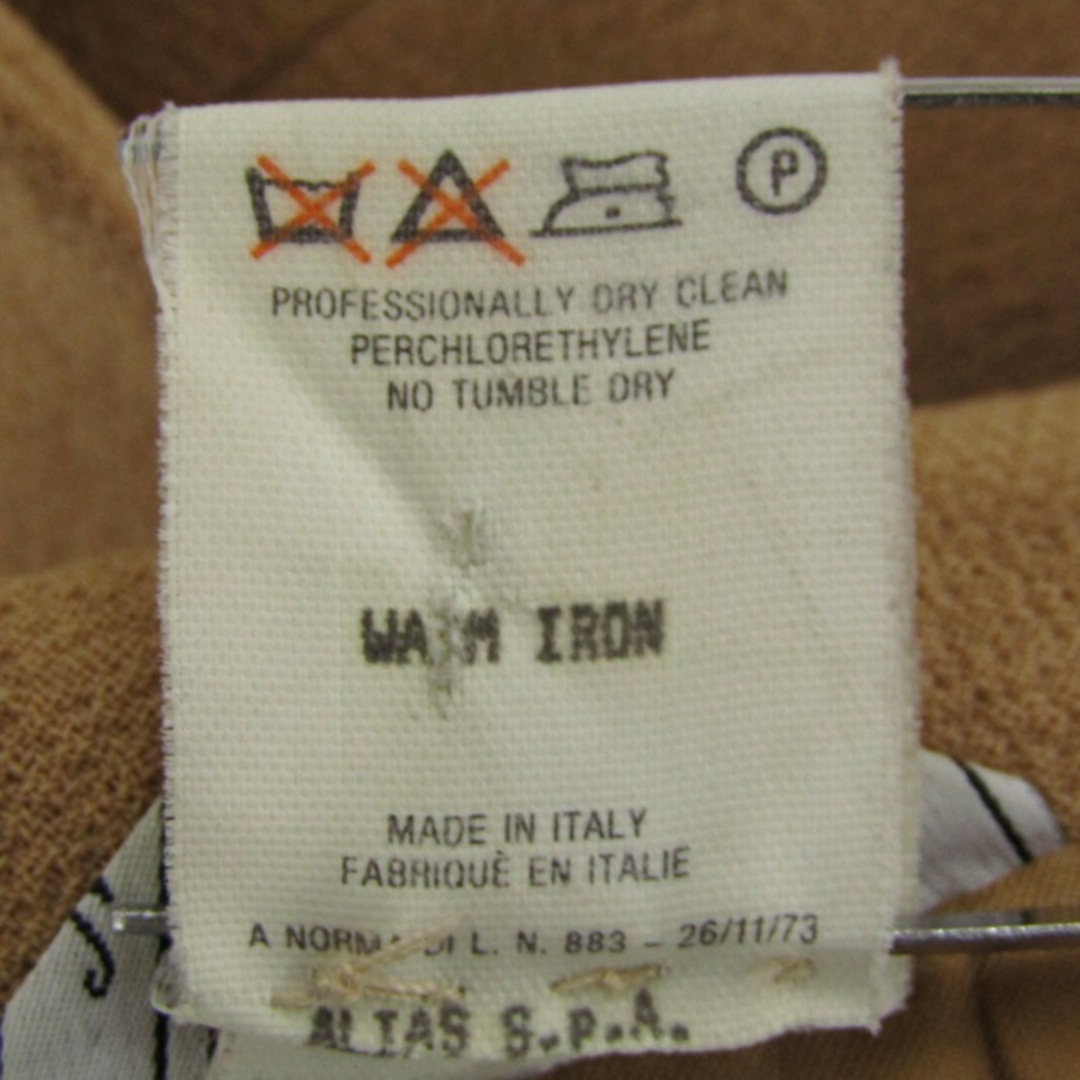 P
PROFESSIONALLY DRY CLEAN
PERCHLORETHYLENE
NO TUMBLE DRY
WARM IRON
MADE IN ITALY
FABRIQUÈ EN ITALIE
A NORMA DI L. N. 883 - 26/11/73
ALIAS S.p.A.